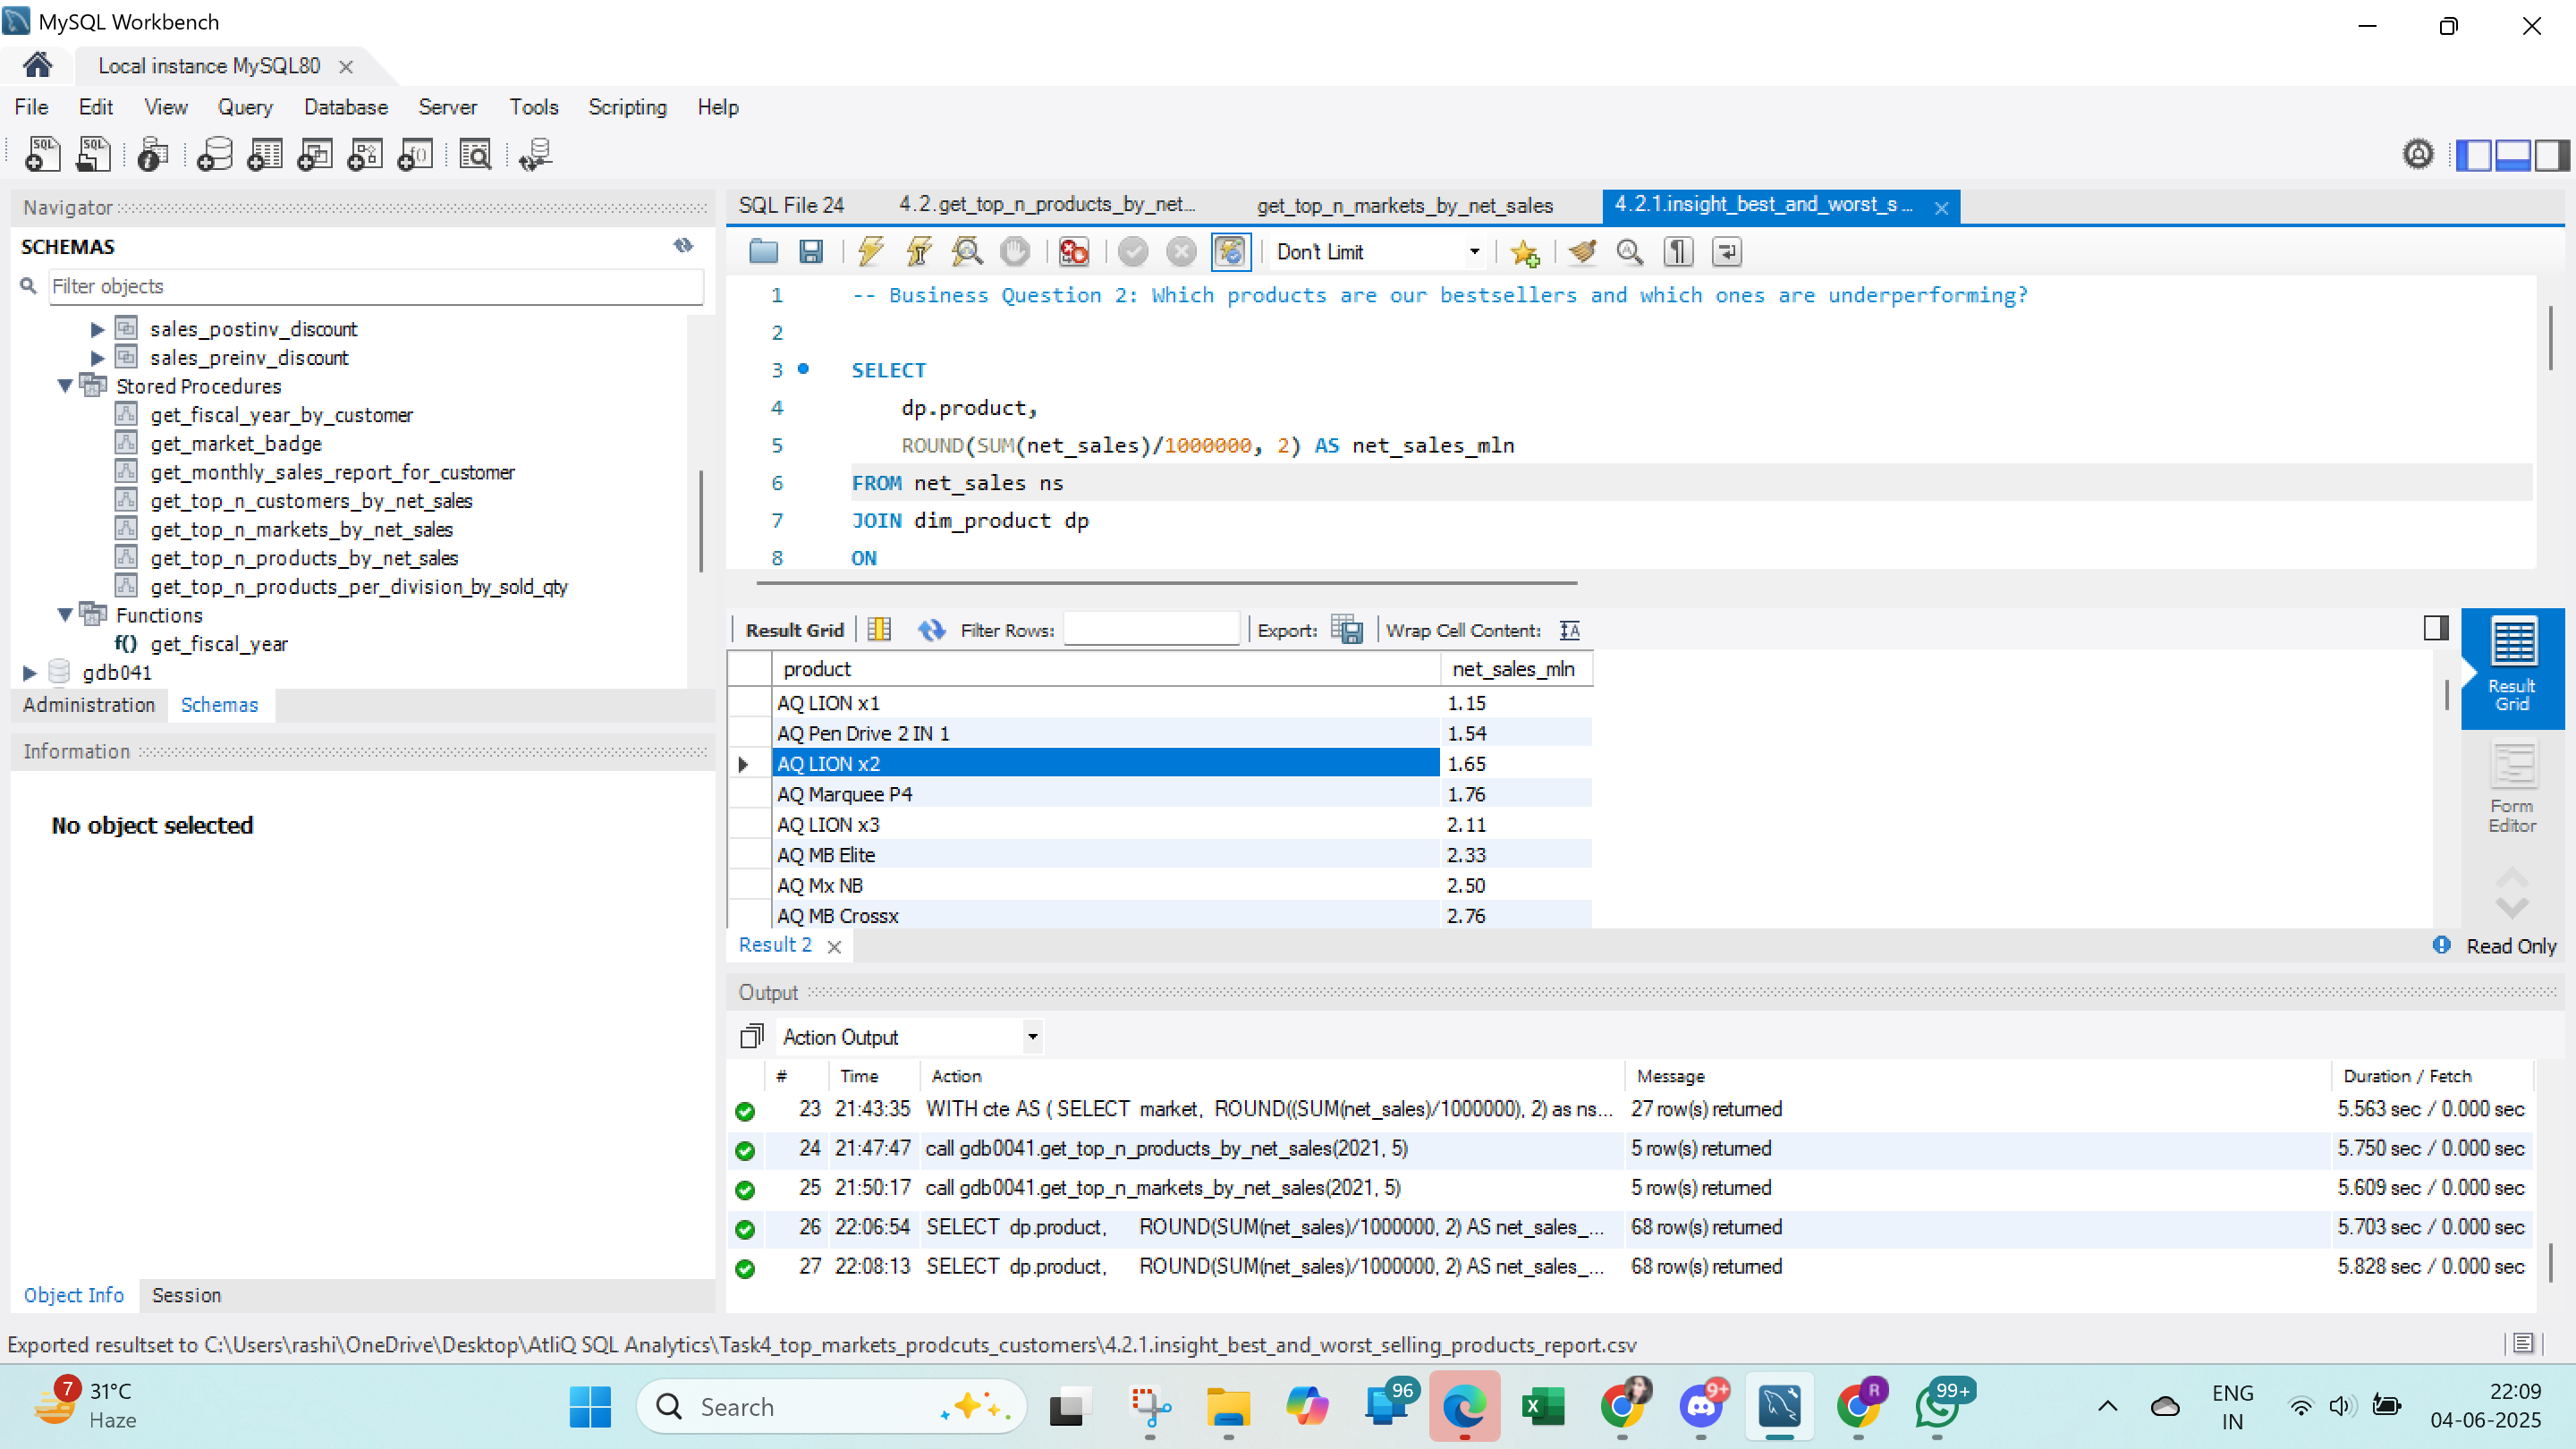 MySQL Workbench
Local instance MySQL80
File Edit View Query Database Server Tools Scripting Help
Navigator
SCHEMAS
Filter objects
sales_postinv_discount
sales_preinv_discount
Stored Procedures
get_fiscal_year_by_customer
get_market_badge
get_monthly_sales_report_for_customer
get_top_n_customers_by_net_sales
get_top_n_markets_by_net_sales
get_top_n_products_by_net_sales
get_top_n_products_per_division_by_sold_qty
Functions
f() get_fiscal_year
gdb041
Administration Schemas
Information
No object selected
Object Info Session
SQL File 24 4.2.get_top_n_products_by_net... get_top_n_markets_by_net_sales 4.2.1.insight_best_and_worst_s...
Don't Limit
1 -- Business Question 2: Which products are our bestsellers and which ones are underperforming?
2
3 SELECT
4 dp.product,
5 ROUND(SUM(net_sales)/1000000, 2) AS net_sales_mln
6 FROM net_sales ns
7 JOIN dim_product dp
8 ON
Result Grid Filter Rows: Export: Wrap Cell Content:
product net_sales_mln
AQ LION x1 1.15
AQ Pen Drive 2 IN 1 1.54
AQ LION x2 1.65
AQ Marquee P4 1.76
AQ LION x3 2.11
AQ MB Elite 2.33
AQ Mx NB 2.50
AQ MB Crossx 2.76
Result Grid
Form Editor
Result 2
Read Only
Output
Action Output
# Time Action Message Duration / Fetch
23 21:43:35 WITH cte AS ( SELECT market, ROUND((SUM(net_sales)/1000000), 2) as ns... 27 row(s) returned 5.563 sec / 0.000 sec
24 21:47:47 call gdb0041.get_top_n_products_by_net_sales(2021, 5) 5 row(s) returned 5.750 sec / 0.000 sec
25 21:50:17 call gdb0041.get_top_n_markets_by_net_sales(2021, 5) 5 row(s) returned 5.609 sec / 0.000 sec
26 22:06:54 SELECT dp.product, ROUND(SUM(net_sales)/1000000, 2) AS net_sales_... 68 row(s) returned 5.703 sec / 0.000 sec
27 22:08:13 SELECT dp.product, ROUND(SUM(net_sales)/1000000, 2) AS net_sales_... 68 row(s) returned 5.828 sec / 0.000 sec
Exported resultset to C:\Users\rashi\OneDrive\Desktop\AtliQ SQL Analytics\Task4_top_markets_prodcuts_customers\4.2.1.insight_best_and_worst_selling_products_report.csv
7 31°C
Haze
Search
96
9+
R
99+
ENG
IN
22:09
04-06-2025